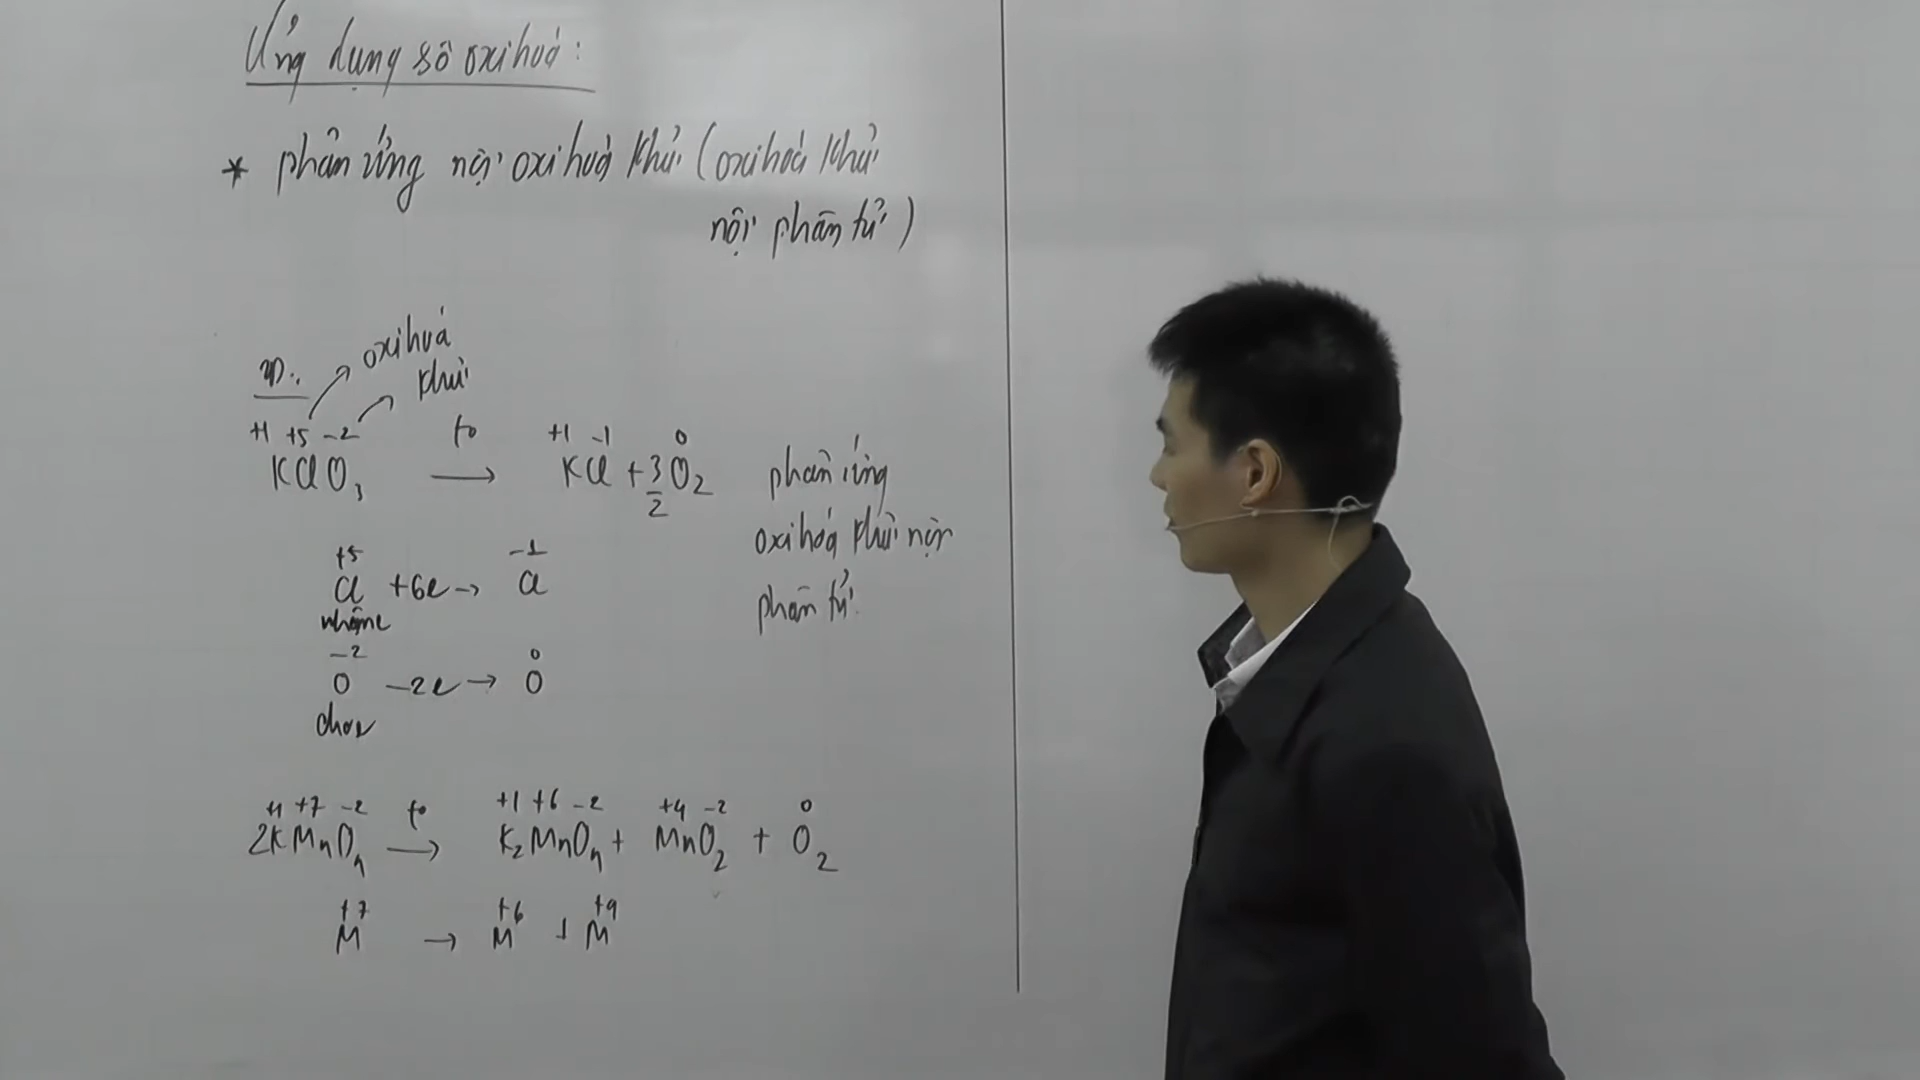 Ứng dụng số oxi hoá:
* phản ứng nội oxi hoá khử (oxi hoá khử
nội phân tử)
oxi hoá
VD:
khử
+1 +5 -2 t° +1 -1 0
KClO3 → KCl + 3/2 O2
phản ứng
oxi hoá khử nội
phân tử.
+5 -1
Cl +6e → Cl
nhận e
-2 0
O -2e → O
cho e
+1 +7 -2 t° +1 +6 -2 +4 -2 0
2KMnO4 → K2MnO4 + MnO2 + O2
+7 +6 +4
M → M + M